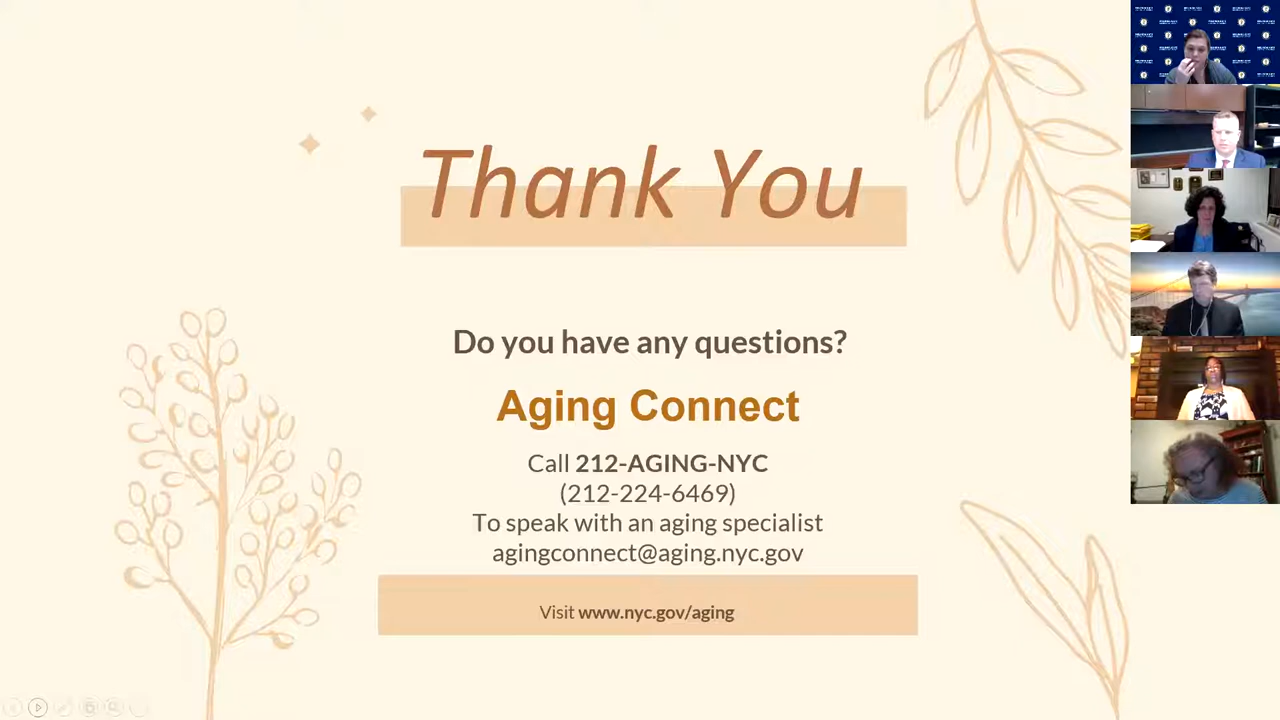 Thank You
Do you have any questions?
Aging Connect
Call 212-AGING-NYC
(212-224-6469)
To speak with an aging specialist
agingconnect@aging.nyc.gov
Visit www.nyc.gov/aging